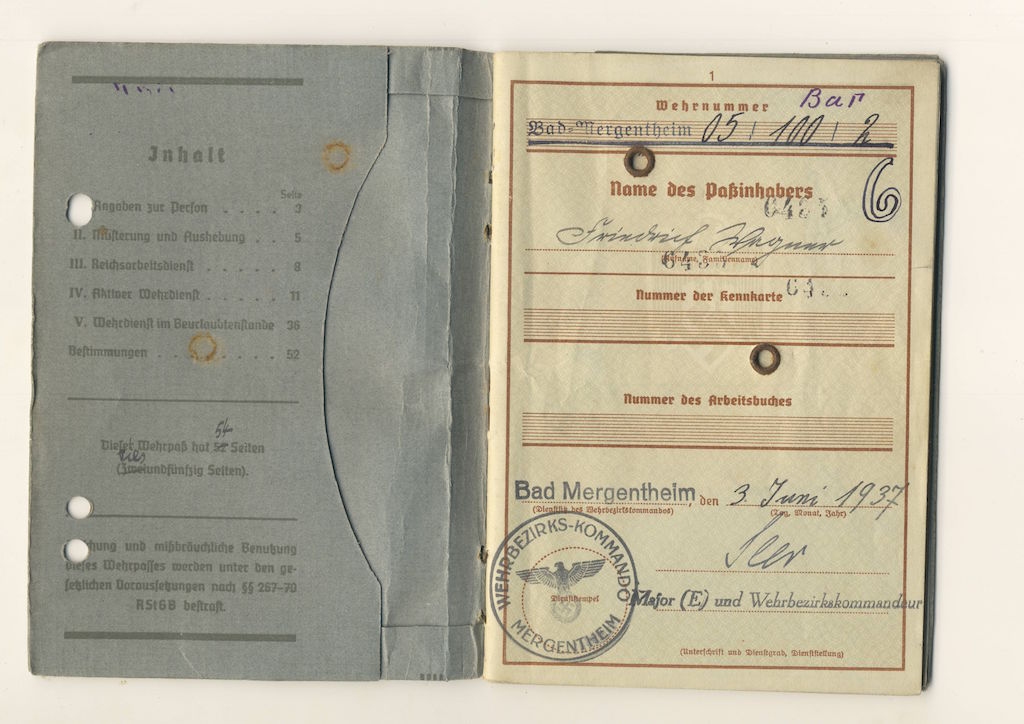 Inhalt
Seite
Angaben zur Person . . . . 3
II. Musterung und Aushebung . . 5
III. Reichsarbeitsdienst . . . . . . 8
IV. Aktiver Wehrdienst . . . . . . 11
V. Wehrdienst im Beurlaubtenstande 36
Bestimmungen . . . . . . 52
54
Dieser Wehrpaß hat 52 Seiten
(Zweiundfünfzig Seiten).
chung und mißbräuchliche Benutzung
dieses Wehrpasses werden unter den ge-
setzlichen Voraussetzungen nach §§ 267-70
RStGB bestraft.
1
Wehrnummer
Bar
Bad-Mergentheim 05 / 100 / 2
6
Name des Paßinhabers
Friedrich Wagner
(Rufname, Familienname)
Nummer der Kennkarte
Nummer des Arbeitsbuches
Bad Mergentheim, den 3. Juni 1937
(Dienstsitz des Wehrbezirkskommandos) (Tag, Monat, Jahr)
WEHRBEZIRKS-KOMMANDO
MERGENTHEIM
Dienststempel
Major (E) und Wehrbezirkskommandeur
(Unterschrift und Dienstgrad, Dienststellung)